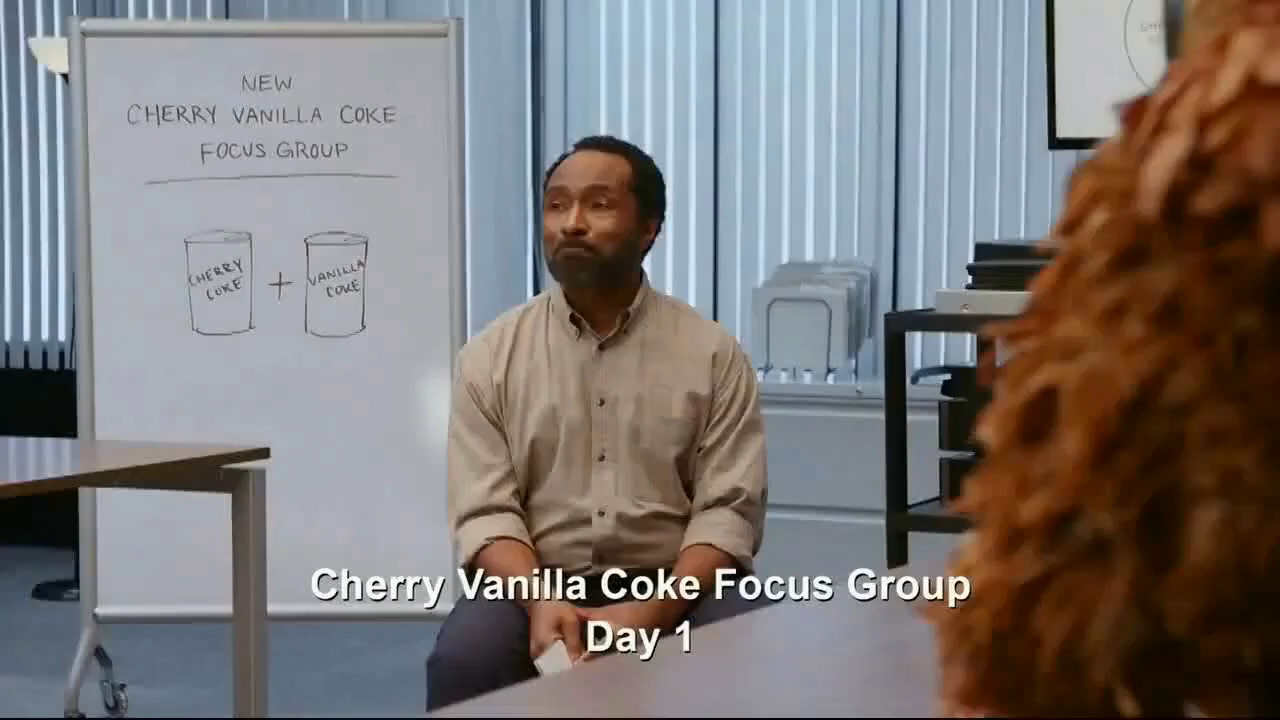 NEW
CHERRY VANILLA COKE
FOCUS GROUP
CHERRY
COKE
+
VANILLA
COKE
Cherry Vanilla Coke Focus Group
Day 1